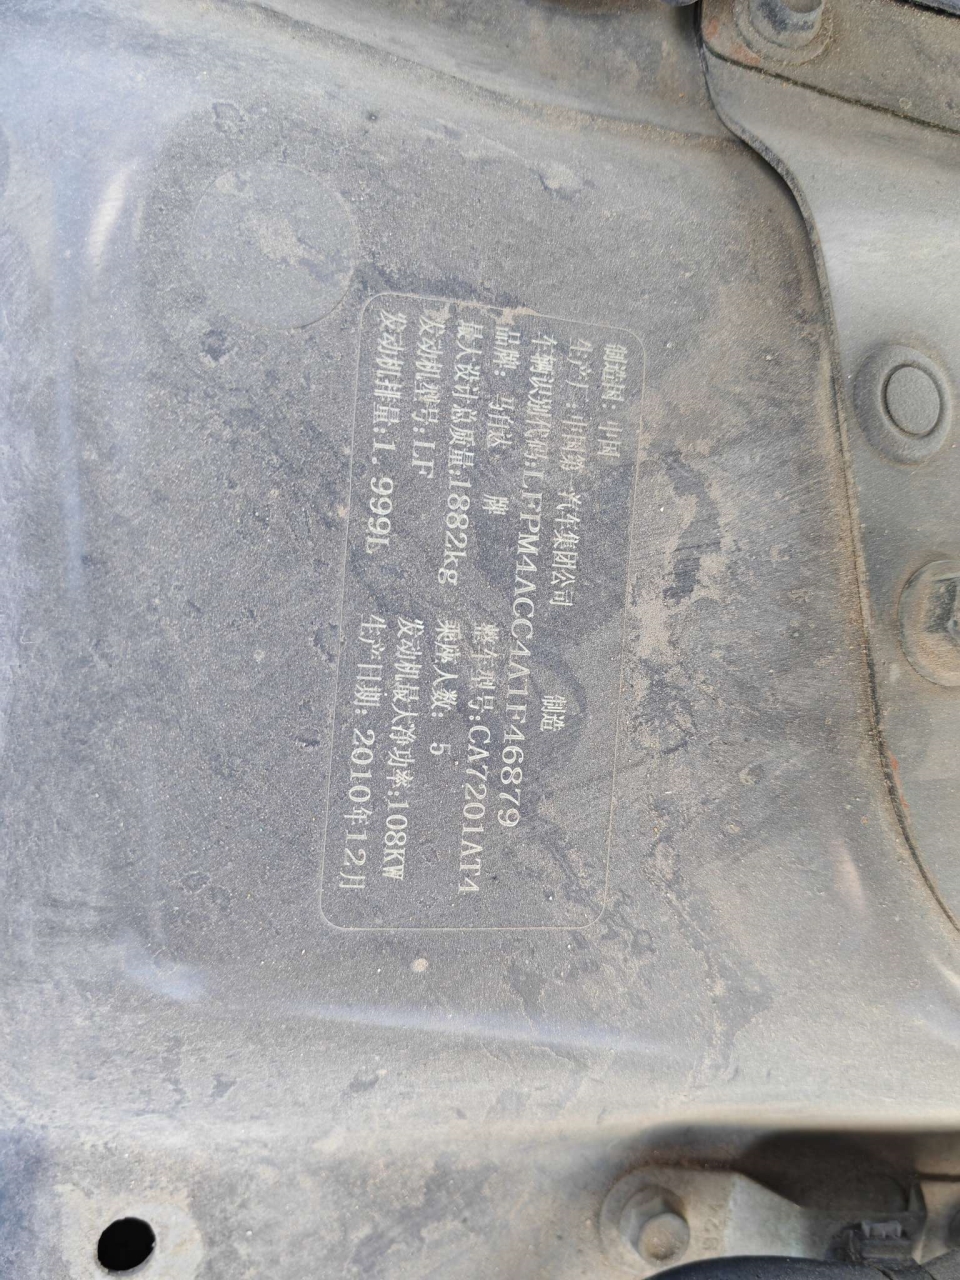 制造国:中国
生产厂:中国第一汽车集团公司 制造
车辆识别代码:LFPM4ACC4A1F46879
品牌: 马自达 牌 整车型号:CA7201AT4
最大设计总质量:1882kg 乘座人数: 5
发动机牌号:LF 发动机最大净功率:108KW
发动机排量:1.999L 生产日期: 2010年12月